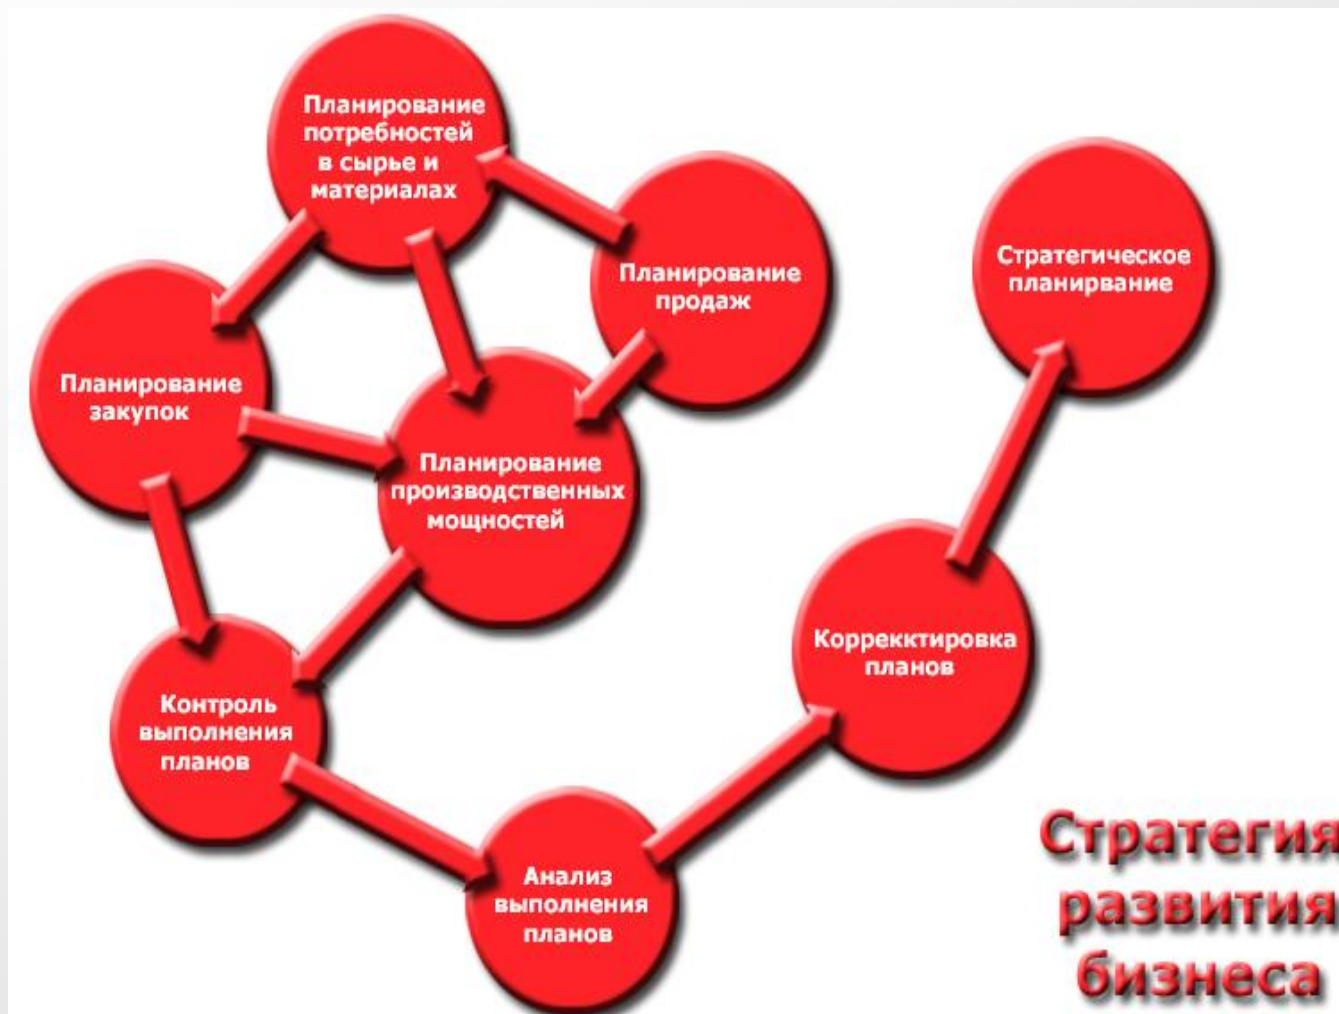 Планирование
потребностей
в сырье и
материалах
Планирование
продаж
Стратегическое
планирвание
Планирование
закупок
Планирование
производственных
мощностей
Корректировка
планов
Контроль
выполнения
планов
Анализ
выполнения
планов
Стратегия
развития
бизнеса